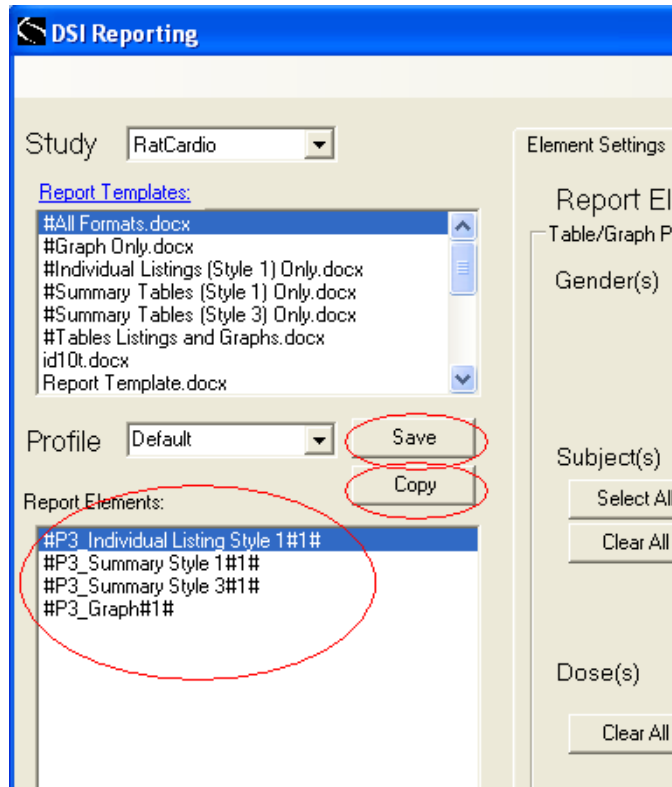 DSI Reporting
Study
RatCardio
Report Templates:
#All Formats.docx
#Graph Only.docx
#Individual Listings (Style 1) Only.docx
#Summary Tables (Style 1) Only.docx
#Summary Tables (Style 3) Only.docx
#Tables Listings and Graphs.docx
id10t.docx
Report Template.docx
Profile
Default
Save
Copy
Report Elements:
#P3_Individual Listing Style 1#1#
#P3_Summary Style 1#1#
#P3_Summary Style 3#1#
#P3_Graph#1#
Element Settings
Report El
Table/Graph P
Gender(s)
Subject(s)
Select All
Clear All
Dose(s)
Clear All